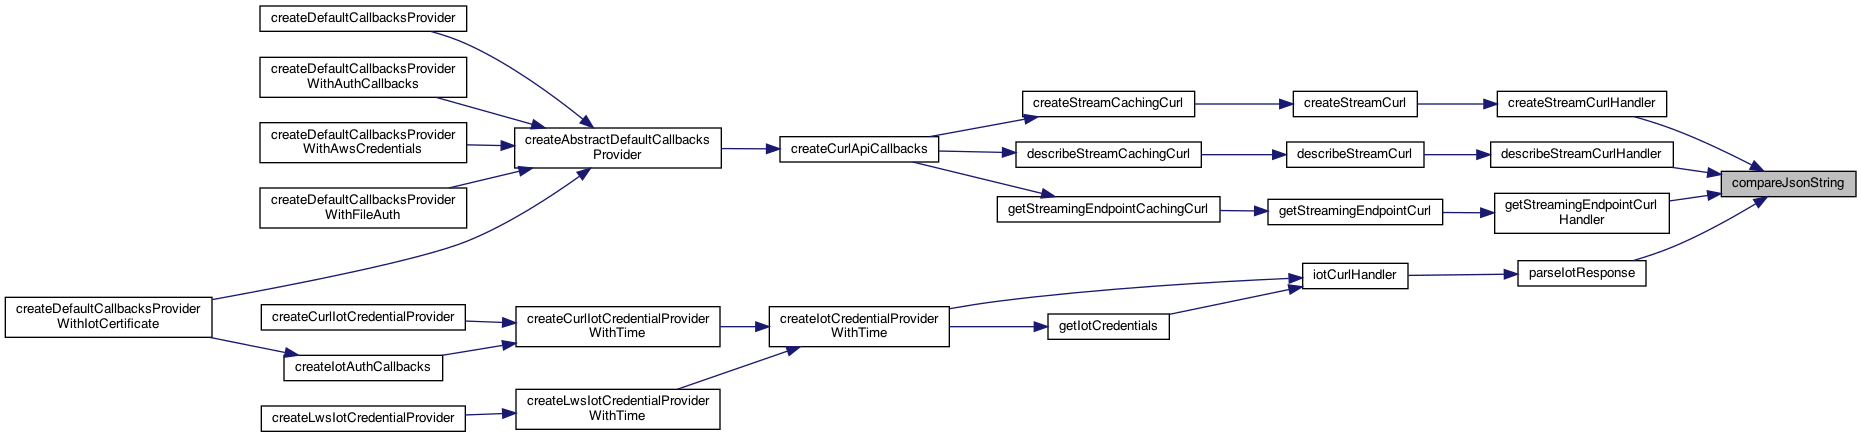 createDefaultCallbacksProvider
createDefaultCallbacksProvider
WithAuthCallbacks
createDefaultCallbacksProvider
WithAwsCredentials
createDefaultCallbacksProvider
WithFileAuth
createDefaultCallbacksProvider
WithIotCertificate
createAbstractDefaultCallbacks
Provider
createCurlApiCallbacks
createStreamCachingCurl
createStreamCurl
createStreamCurlHandler
describeStreamCachingCurl
describeStreamCurl
describeStreamCurlHandler
getStreamingEndpointCachingCurl
getStreamingEndpointCurl
getStreamingEndpointCurl
Handler
compareJsonString
createCurlIotCredentialProvider
createIotAuthCallbacks
createLwsIotCredentialProvider
createCurlIotCredentialProvider
WithTime
createLwsIotCredentialProvider
WithTime
createIotCredentialProvider
WithTime
getIotCredentials
iotCurlHandler
parseIotResponse